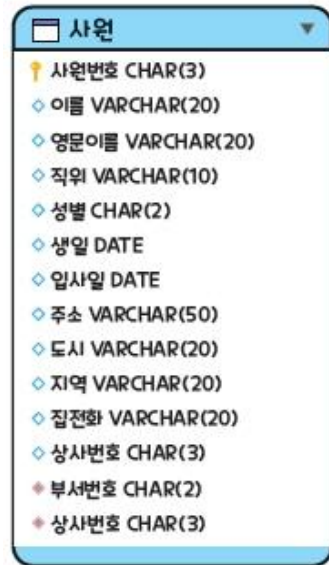 사원
사원번호 CHAR(3)
이름 VARCHAR(20)
영문이름 VARCHAR(20)
직위 VARCHAR(10)
성별 CHAR(2)
생일 DATE
입사일 DATE
주소 VARCHAR(50)
도시 VARCHAR(20)
지역 VARCHAR(20)
집전화 VARCHAR(20)
상사번호 CHAR(3)
부서번호 CHAR(2)
상사번호 CHAR(3)